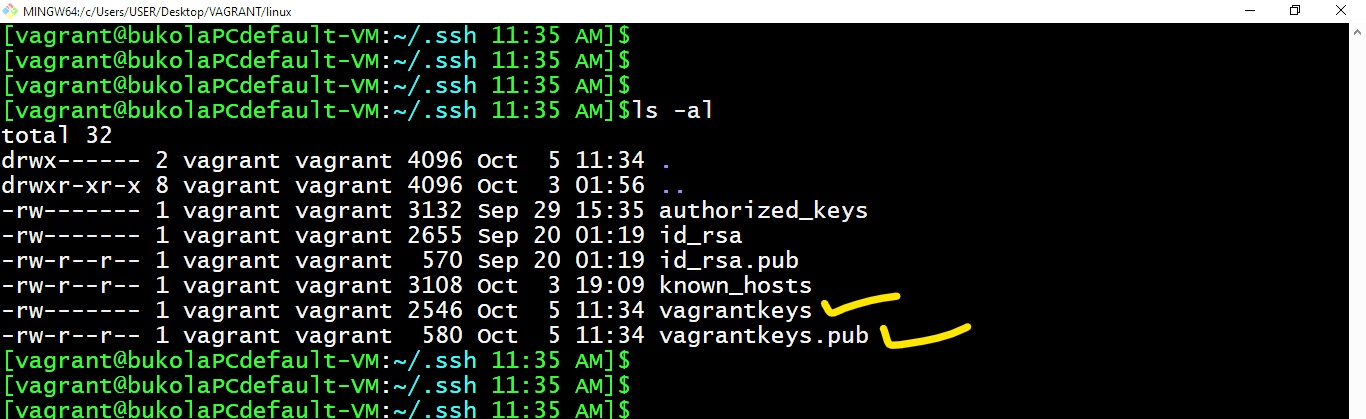 MINGW64:/c/Users/USER/Desktop/VAGRANT/linux
[vagrant@bukolaPCdefault-VM:~/.ssh 11:35 AM]$
[vagrant@bukolaPCdefault-VM:~/.ssh 11:35 AM]$
[vagrant@bukolaPCdefault-VM:~/.ssh 11:35 AM]$
[vagrant@bukolaPCdefault-VM:~/.ssh 11:35 AM]$ls -al
total 32
drwx------ 2 vagrant vagrant 4096 Oct  5 11:34 .
drwxr-xr-x 8 vagrant vagrant 4096 Oct  3 01:56 ..
-rw------- 1 vagrant vagrant 3132 Sep 29 15:35 authorized_keys
-rw------- 1 vagrant vagrant 2655 Sep 20 01:19 id_rsa
-rw-r--r-- 1 vagrant vagrant  570 Sep 20 01:19 id_rsa.pub
-rw-r--r-- 1 vagrant vagrant 3108 Oct  3 19:09 known_hosts
-rw------- 1 vagrant vagrant 2546 Oct  5 11:34 vagrantkeys
-rw-r--r-- 1 vagrant vagrant  580 Oct  5 11:34 vagrantkeys.pub
[vagrant@bukolaPCdefault-VM:~/.ssh 11:35 AM]$
[vagrant@bukolaPCdefault-VM:~/.ssh 11:35 AM]$
[vagrant@bukolaPCdefault-VM:~/.ssh 11:35 AM]$